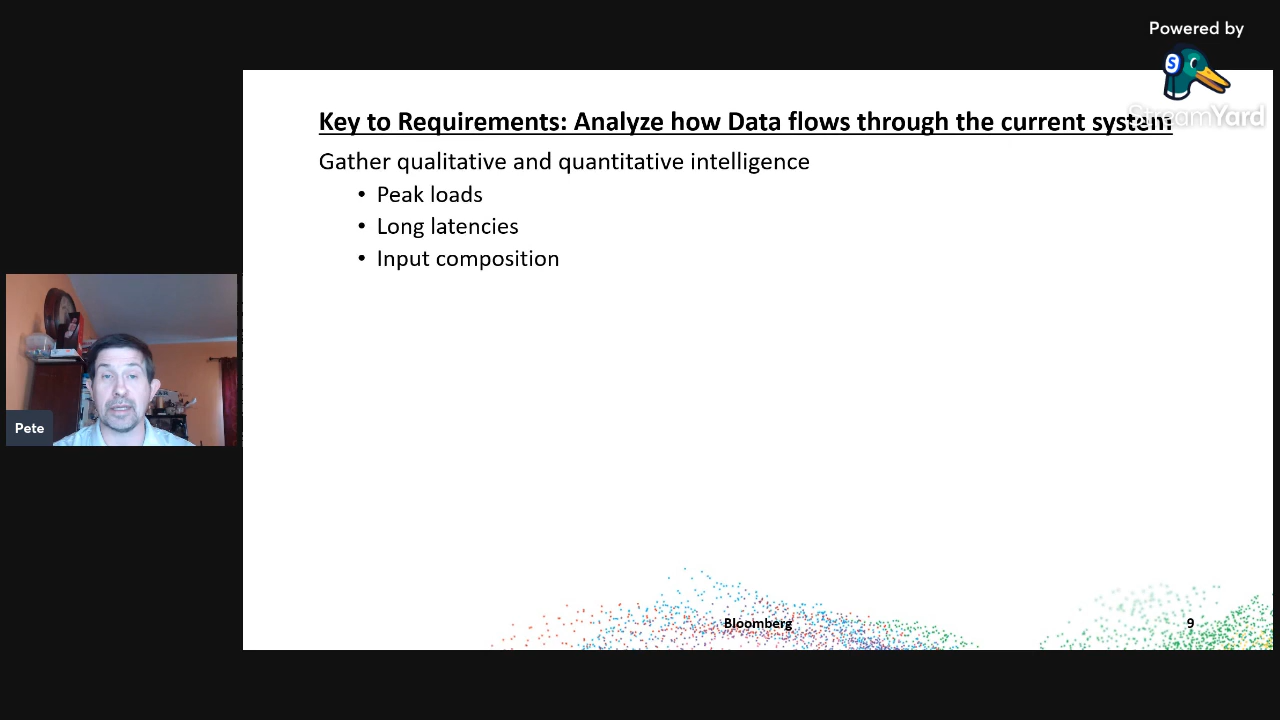 Powered by
S
StreamYard
Key to Requirements: Analyze how Data flows through the current system:
Gather qualitative and quantitative intelligence
• Peak loads
• Long latencies
• Input composition
Pete
Bloomberg
9